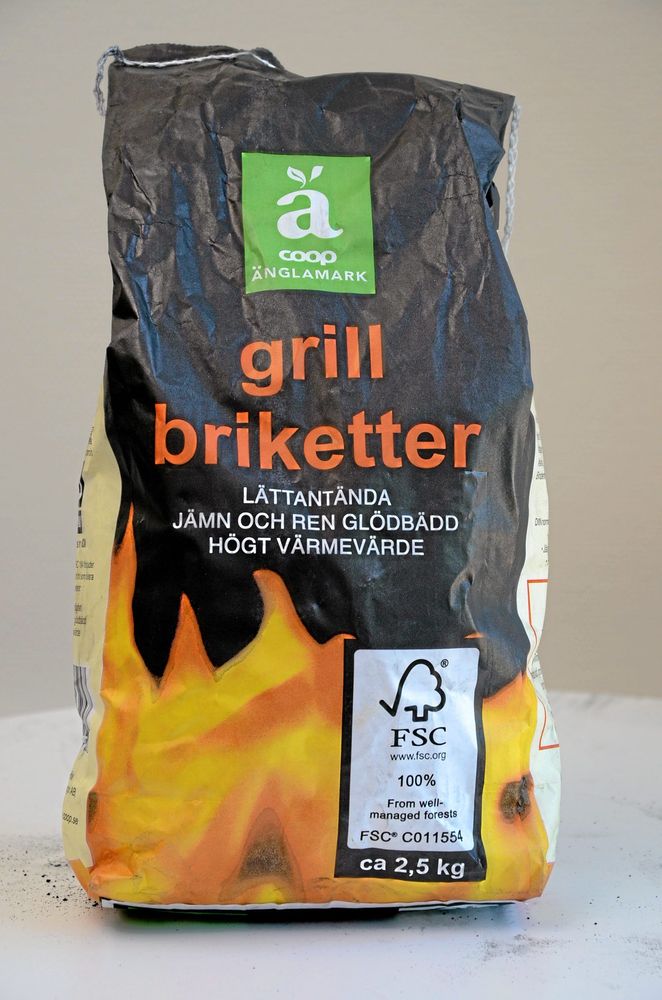 ä
coop
ÄNGLAMARK
grill
briketter
LÄTTANTÄNDA
JÄMN OCH REN GLÖDBÄDD
HÖGT VÄRMEVÄRDE
FSC®
www.fsc.org
100%
From well-
managed forests
FSC® C011554
ca 2,5 kg